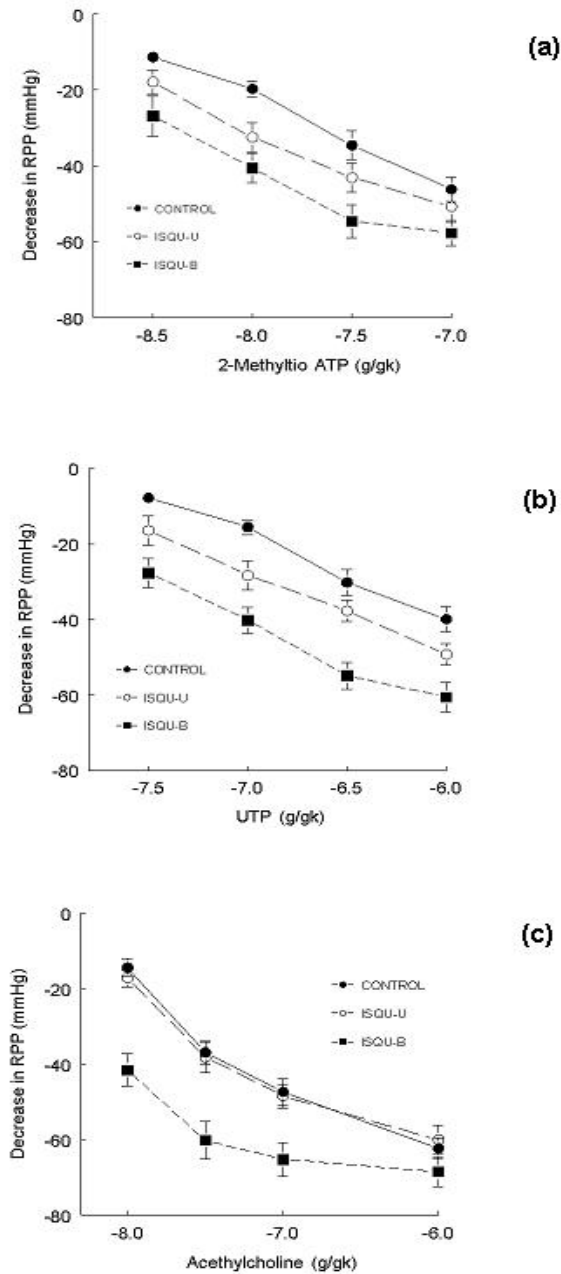 (a)
0
-20
-40
-60
-80
Decrease in RPP (mmHg)
CONTROL
ISQU-U
ISQU-B
-8.5 -8.0 -7.5 -7.0
2-Methyltio ATP (g/gk)
(b)
0
-20
-40
-60
-80
Decrease in RPP (mmHg)
CONTROL
ISQU-U
ISQU-B
-7.5 -7.0 -6.5 -6.0
UTP (g/gk)
(c)
0
-20
-40
-60
-80
Decrease in RPP (mmHg)
CONTROL
ISQU-U
ISQU-B
-8.0 -7.0 -6.0
Acethylcholine (g/gk)